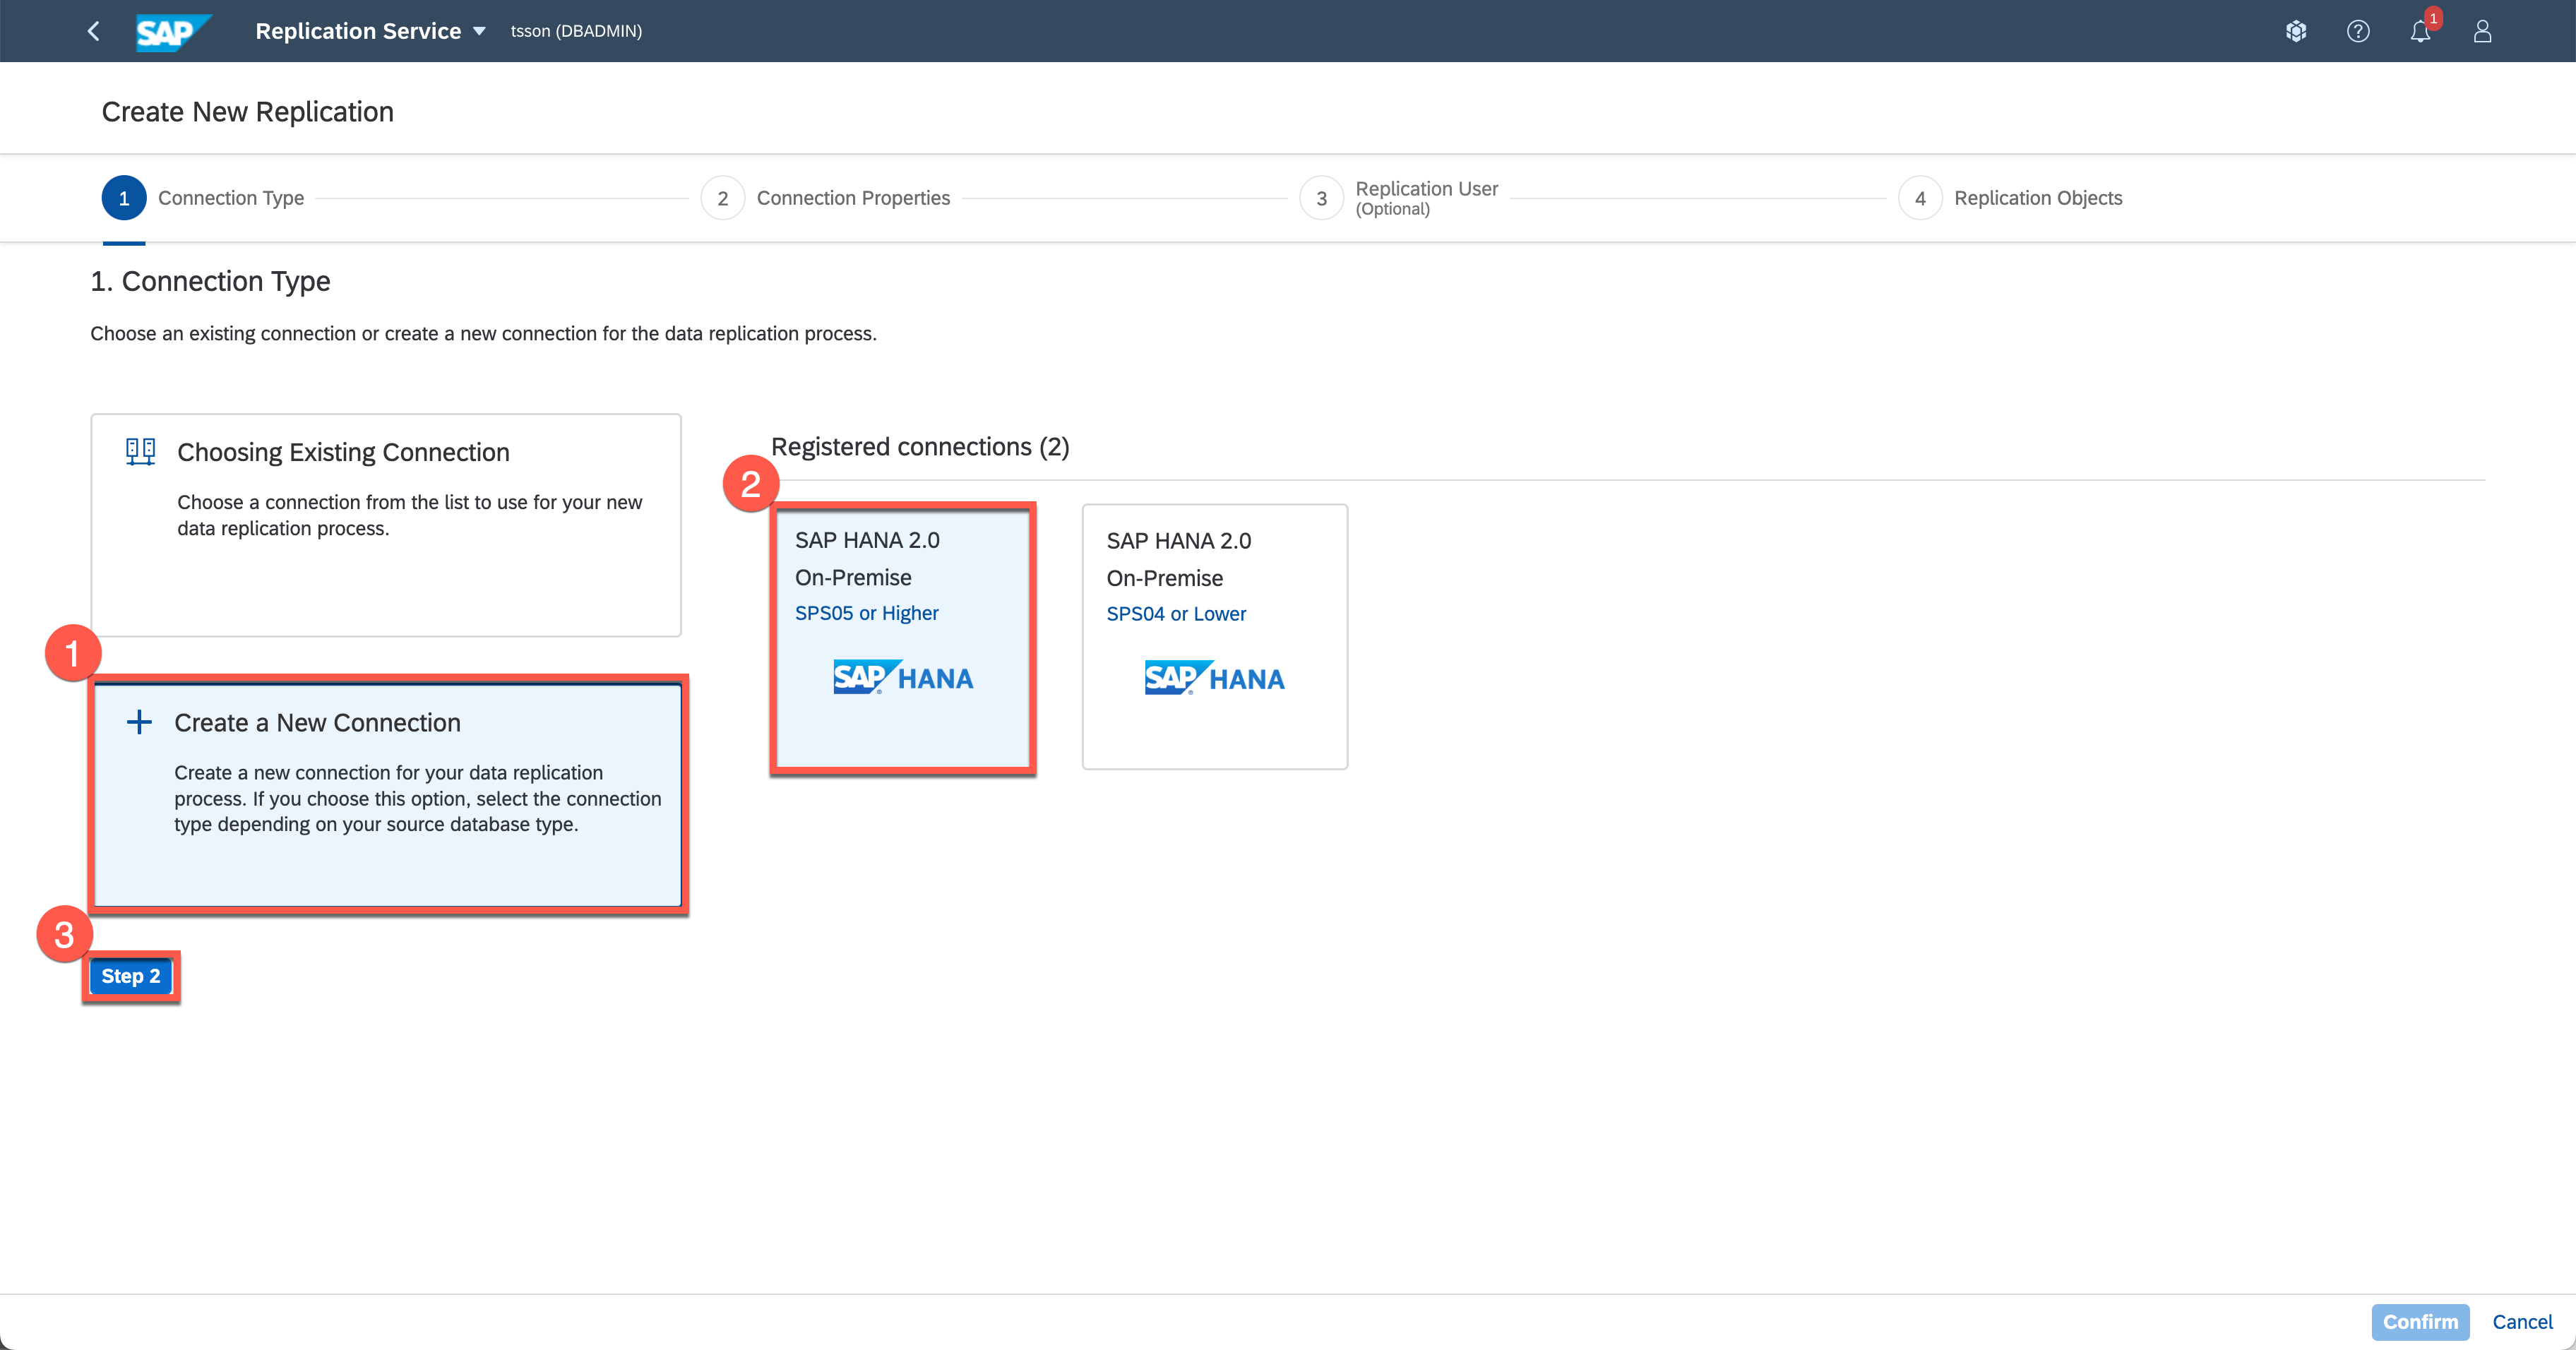 SAP
Replication Service
tsson (DBADMIN)
?
1
Create New Replication
1
Connection Type
2
Connection Properties
3
Replication User
(Optional)
4
Replication Objects
1. Connection Type
Choose an existing connection or create a new connection for the data replication process.
Choosing Existing Connection
Choose a connection from the list to use for your new
data replication process.
1
Create a New Connection
Create a new connection for your data replication
process. If you choose this option, select the connection
type depending on your source database type.
Registered connections (2)
2
SAP HANA 2.0
On-Premise
SPS05 or Higher
SAP HANA
SAP HANA 2.0
On-Premise
SPS04 or Lower
SAP HANA
3
Step 2
Confirm
Cancel